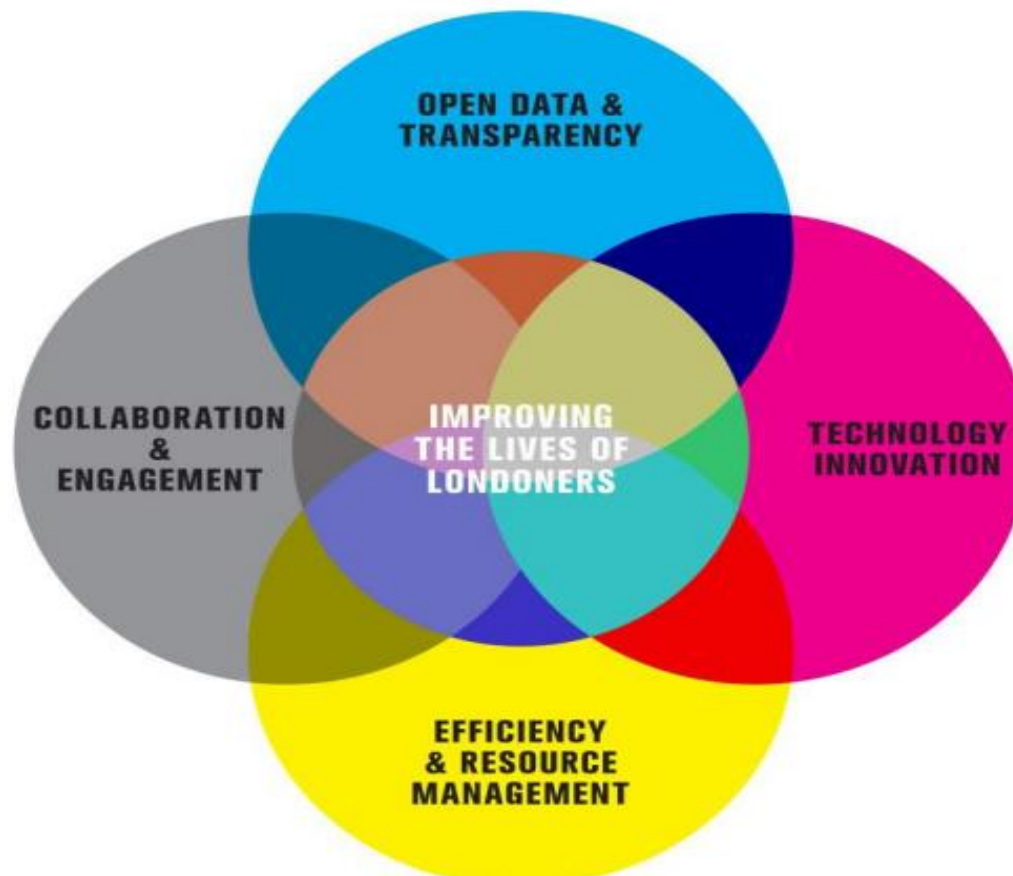 OPEN DATA &
TRANSPARENCY
COLLABORATION
&
ENGAGEMENT
IMPROVING
THE LIVES OF
LONDONERS
TECHNOLOGY
INNOVATION
EFFICIENCY
& RESOURCE
MANAGEMENT